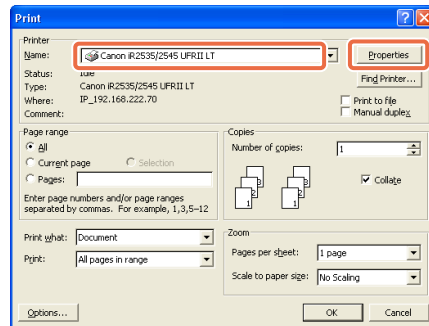 Print
Printer
Name: Canon iR2535/2545 UFRII LT Properties
Status: Idle Find Printer...
Type: Canon iR2535/2545 UFRII LT
Where: IP_192.168.222.70 Print to file
Comment: Manual duplex
Page range
All
Current page Selection
Pages:
Enter page numbers and/or page ranges
separated by commas. For example, 1,3,5–12
Copies
Number of copies: 1
Collate
Print what: Document
Print: All pages in range
Zoom
Pages per sheet: 1 page
Scale to paper size: No Scaling
Options... OK Cancel